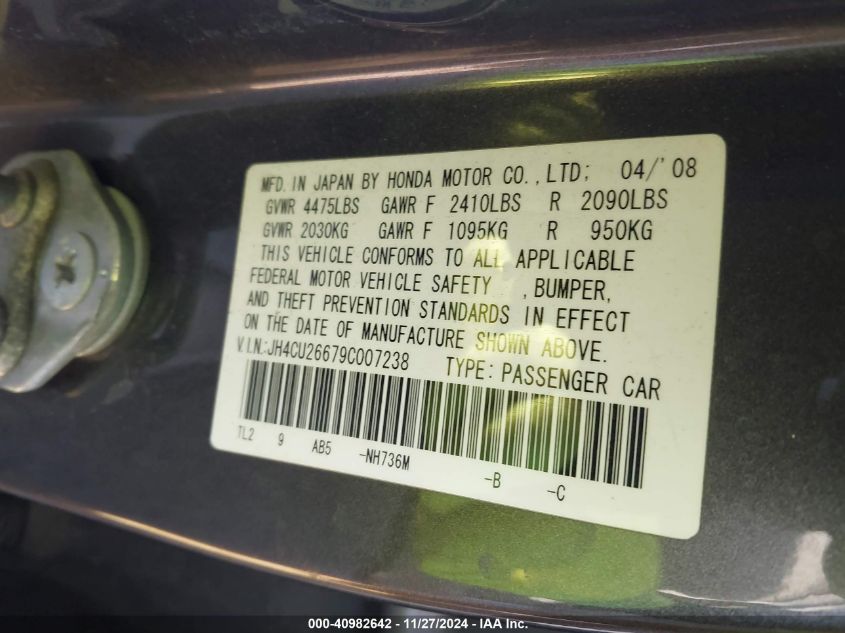 MFD. IN JAPAN BY HONDA MOTOR CO.,LTD; 04/'08
GVWR 4475LBS GAWR F 2410LBS R 2090LBS
GVWR 2030KG GAWR F 1095KG R 950KG
THIS VEHICLE CONFORMS TO ALL APPLICABLE
FEDERAL MOTOR VEHICLE SAFETY , BUMPER,
AND THEFT PREVENTION STANDARDS IN EFFECT
ON THE DATE OF MANUFACTURE SHOWN ABOVE.
V.I.N.:JH4CU26679C007238 TYPE: PASSENGER CAR
TL2 9 AB5 -NH736M -B -C
000-40982642 - 11/27/2024 - IAA Inc.